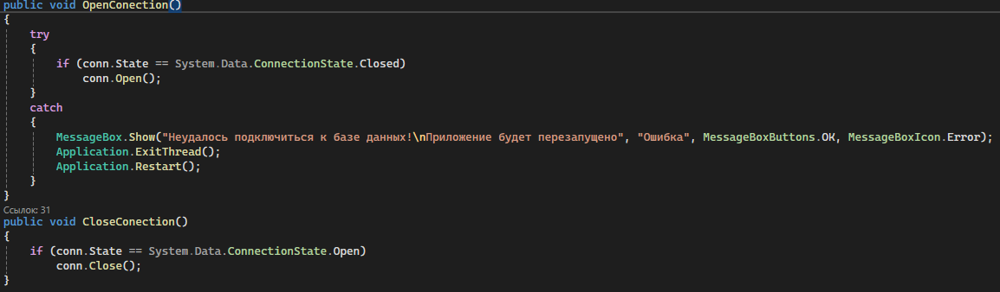 public void OpenConection()
{
try
{
if (conn.State == System.Data.ConnectionState.Closed)
conn.Open();
}
catch
{
MessageBox.Show("Неудалось подключиться к базе данных!\nПриложение будет перезапущено", "Ошибка", MessageBoxButtons.OK, MessageBoxIcon.Error);
Application.ExitThread();
Application.Restart();
}
}
Ссылок: 31
public void CloseConection()
{
if (conn.State == System.Data.ConnectionState.Open)
conn.Close();
}